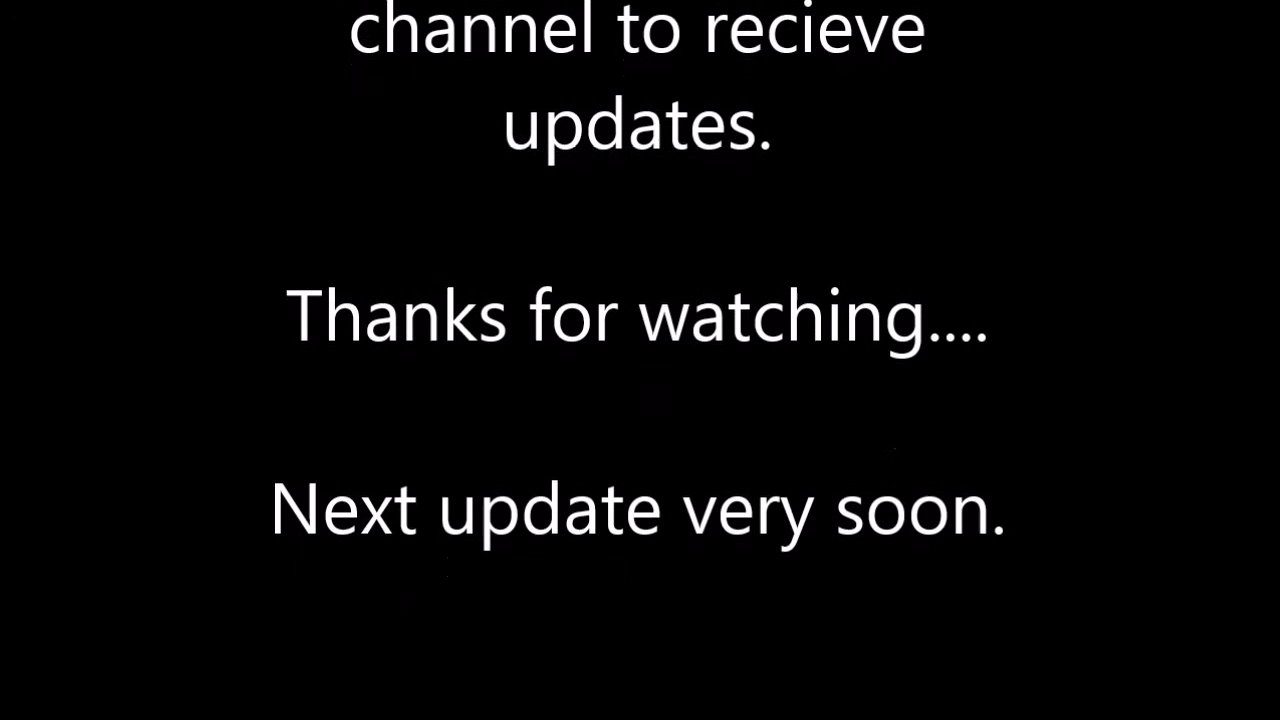 channel to recieve
updates.
Thanks for watching....
Next update very soon.